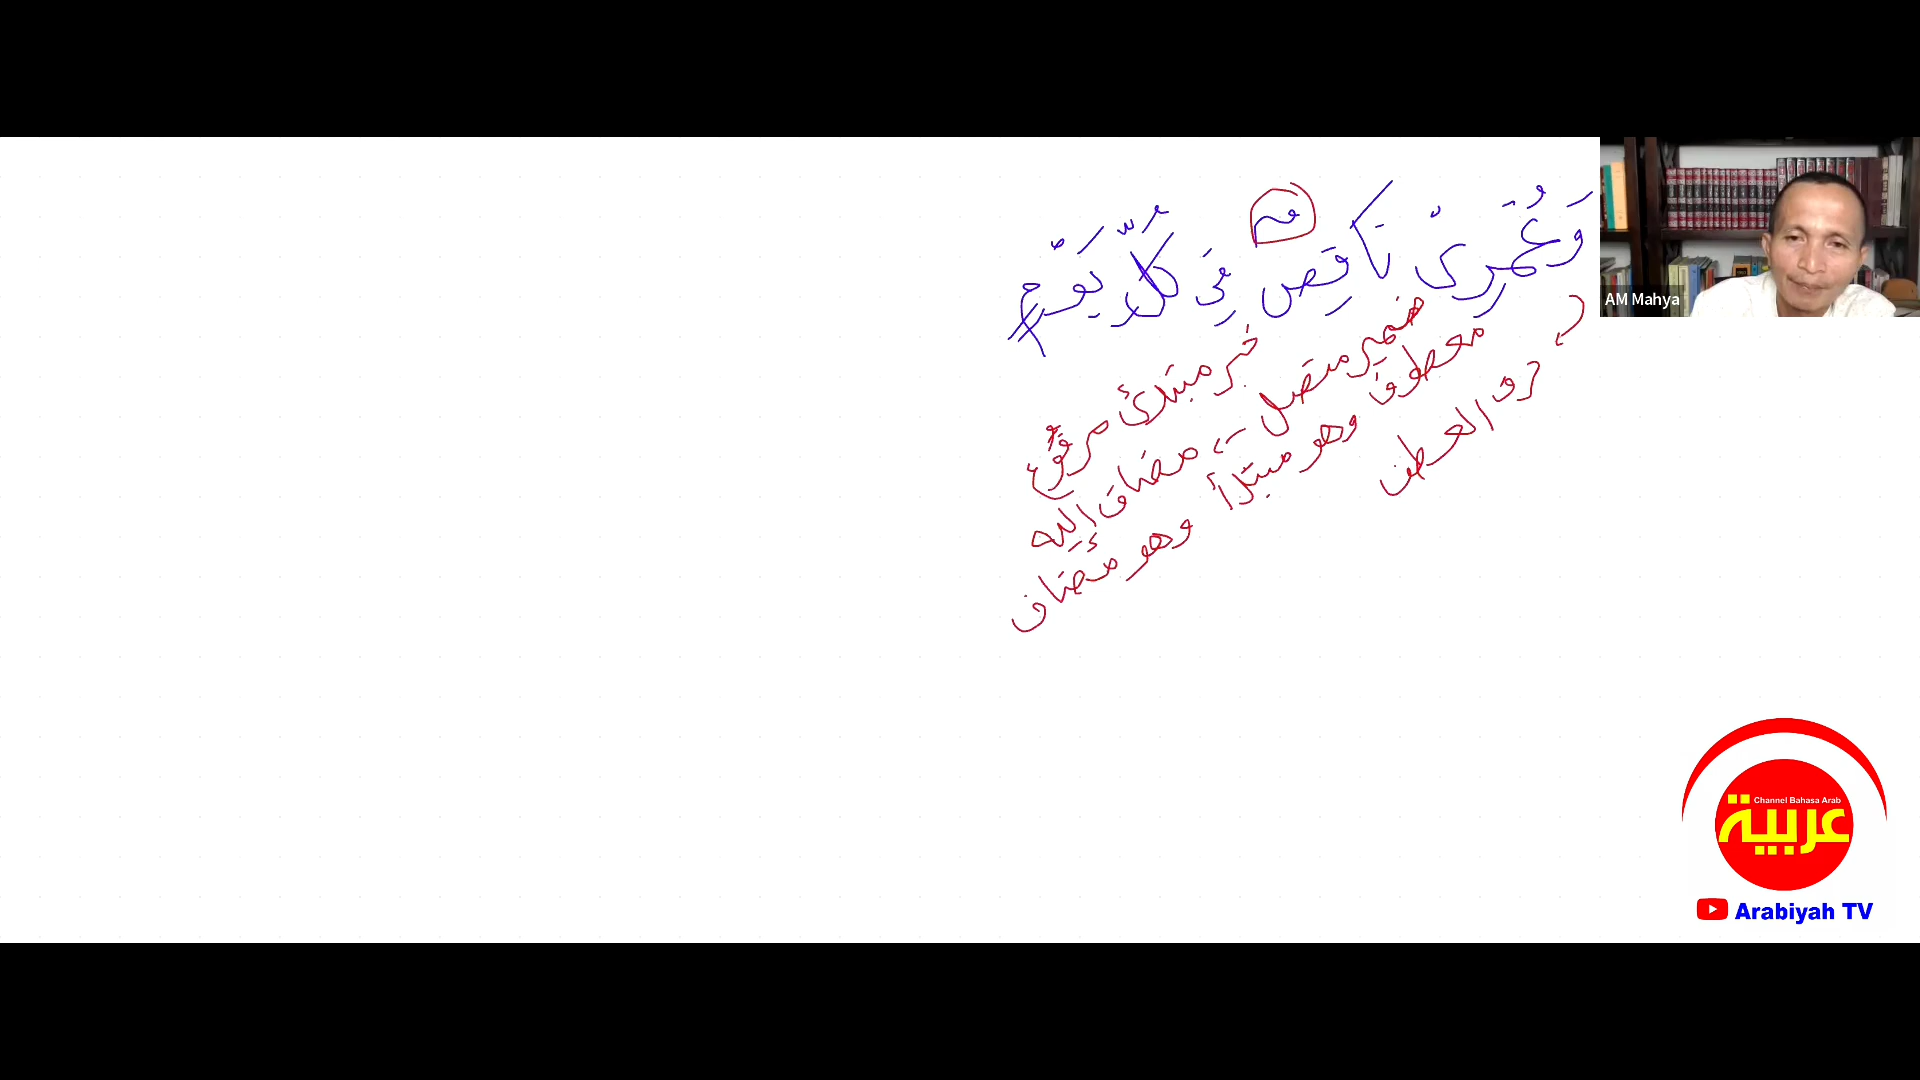 وَعُمْرِىْ نَاقِصٌ فِى كُلِّ يَوْمٍ
م
خبر مبتدئ مرفوع
ضمير متصل ... مضاف إليه
معطوف وهو مبتدأ وهو مضاف
حرف العطف
AM Mahya
Channel Bahasa Arab
عربية
Arabiyah TV